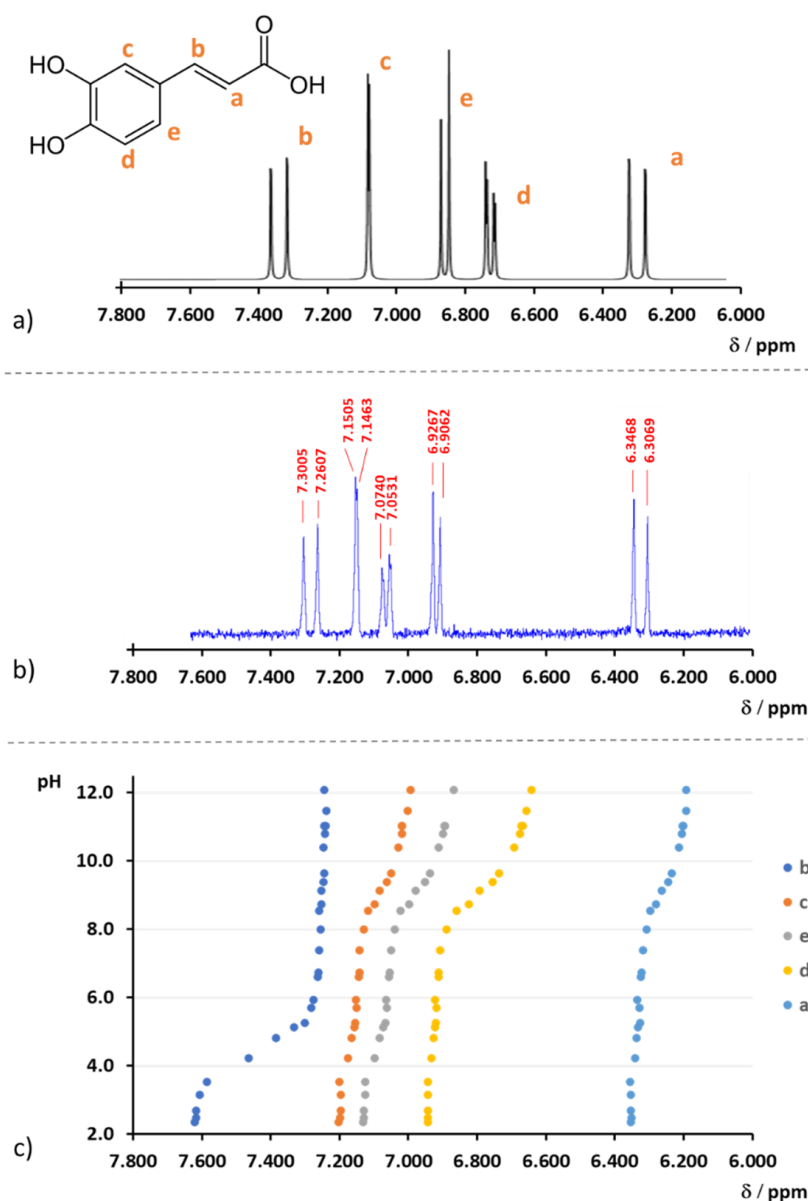 O
HO
OH
HO
c
b
a
e
d
b
c
e
d
a
7.800 7.600 7.400 7.200 7.000 6.800 6.600 6.400 6.200 6.000
δ / ppm
a)
7.3005
7.2607
7.1505
7.1463
7.0740
7.0531
6.9267
6.9062
6.3468
6.3069
7.800 7.600 7.400 7.200 7.000 6.800 6.600 6.400 6.200 6.000
δ / ppm
b)
pH
12.0
10.0
8.0
6.0
4.0
2.0
b
c
e
d
a
7.800 7.600 7.400 7.200 7.000 6.800 6.600 6.400 6.200 6.000
δ / ppm
c)